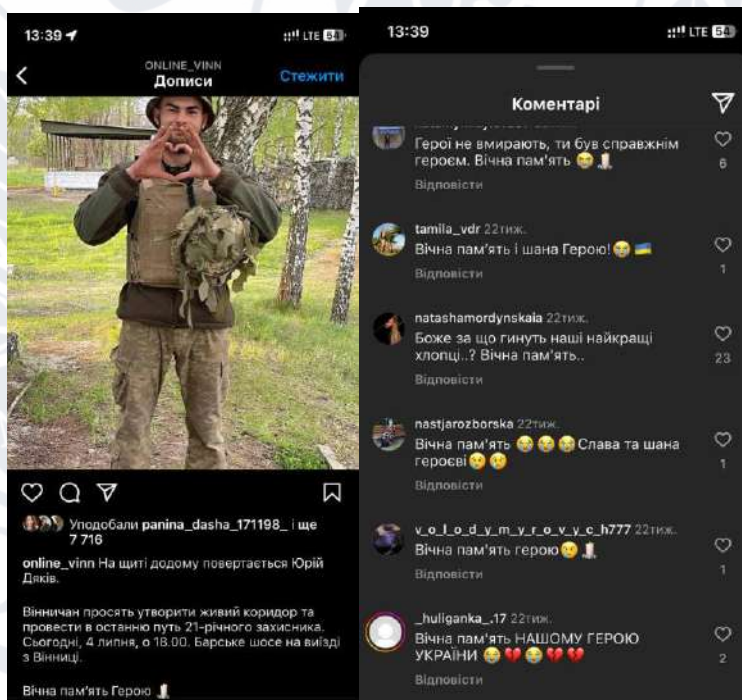 13:39
LTE 54
ONLINE_VINN
Дописи
Стежити
Уподобали panina_dasha_171198_ і ще
7 716
online_vinn На щиті додому повертається Юрій
Дяків.
Вінничан просять утворити живий коридор та
провести в останню путь 21-річного захисника.
Сьогодні, 4 липня, о 18.00. Барське шосе на виїзді
з Вінниці.
Вічна пам'ять Герою 🕯
13:39
LTE 54
Коментарі
Герої не вмирають, ти був справжнім
героєм. Вічна пам'ять 😭🕯
6
Відповісти
tamila_vdr 22тиж.
Вічна пам'ять і шана Герою!😭🇺🇦
1
Відповісти
natashamordynskaia 22тиж.
Боже за що гинуть наші найкращі
хлопці..? Вічна пам'ять..
23
Відповісти
nastjarozborska 22тиж.
Вічна пам'ять 😭😭😭Слава та шана
героєві😢😢
1
Відповісти
v_o_l_o_d_y_m_y_r_o_v_y_c_h777 22тиж.
Вічна пам'ять герою😢🕯
1
Відповісти
_huliganka_.17 22тиж.
Вічна пам'ять НАШОМУ ГЕРОЮ
УКРАЇНИ 😭💔😭💔💔
2
Відповісти